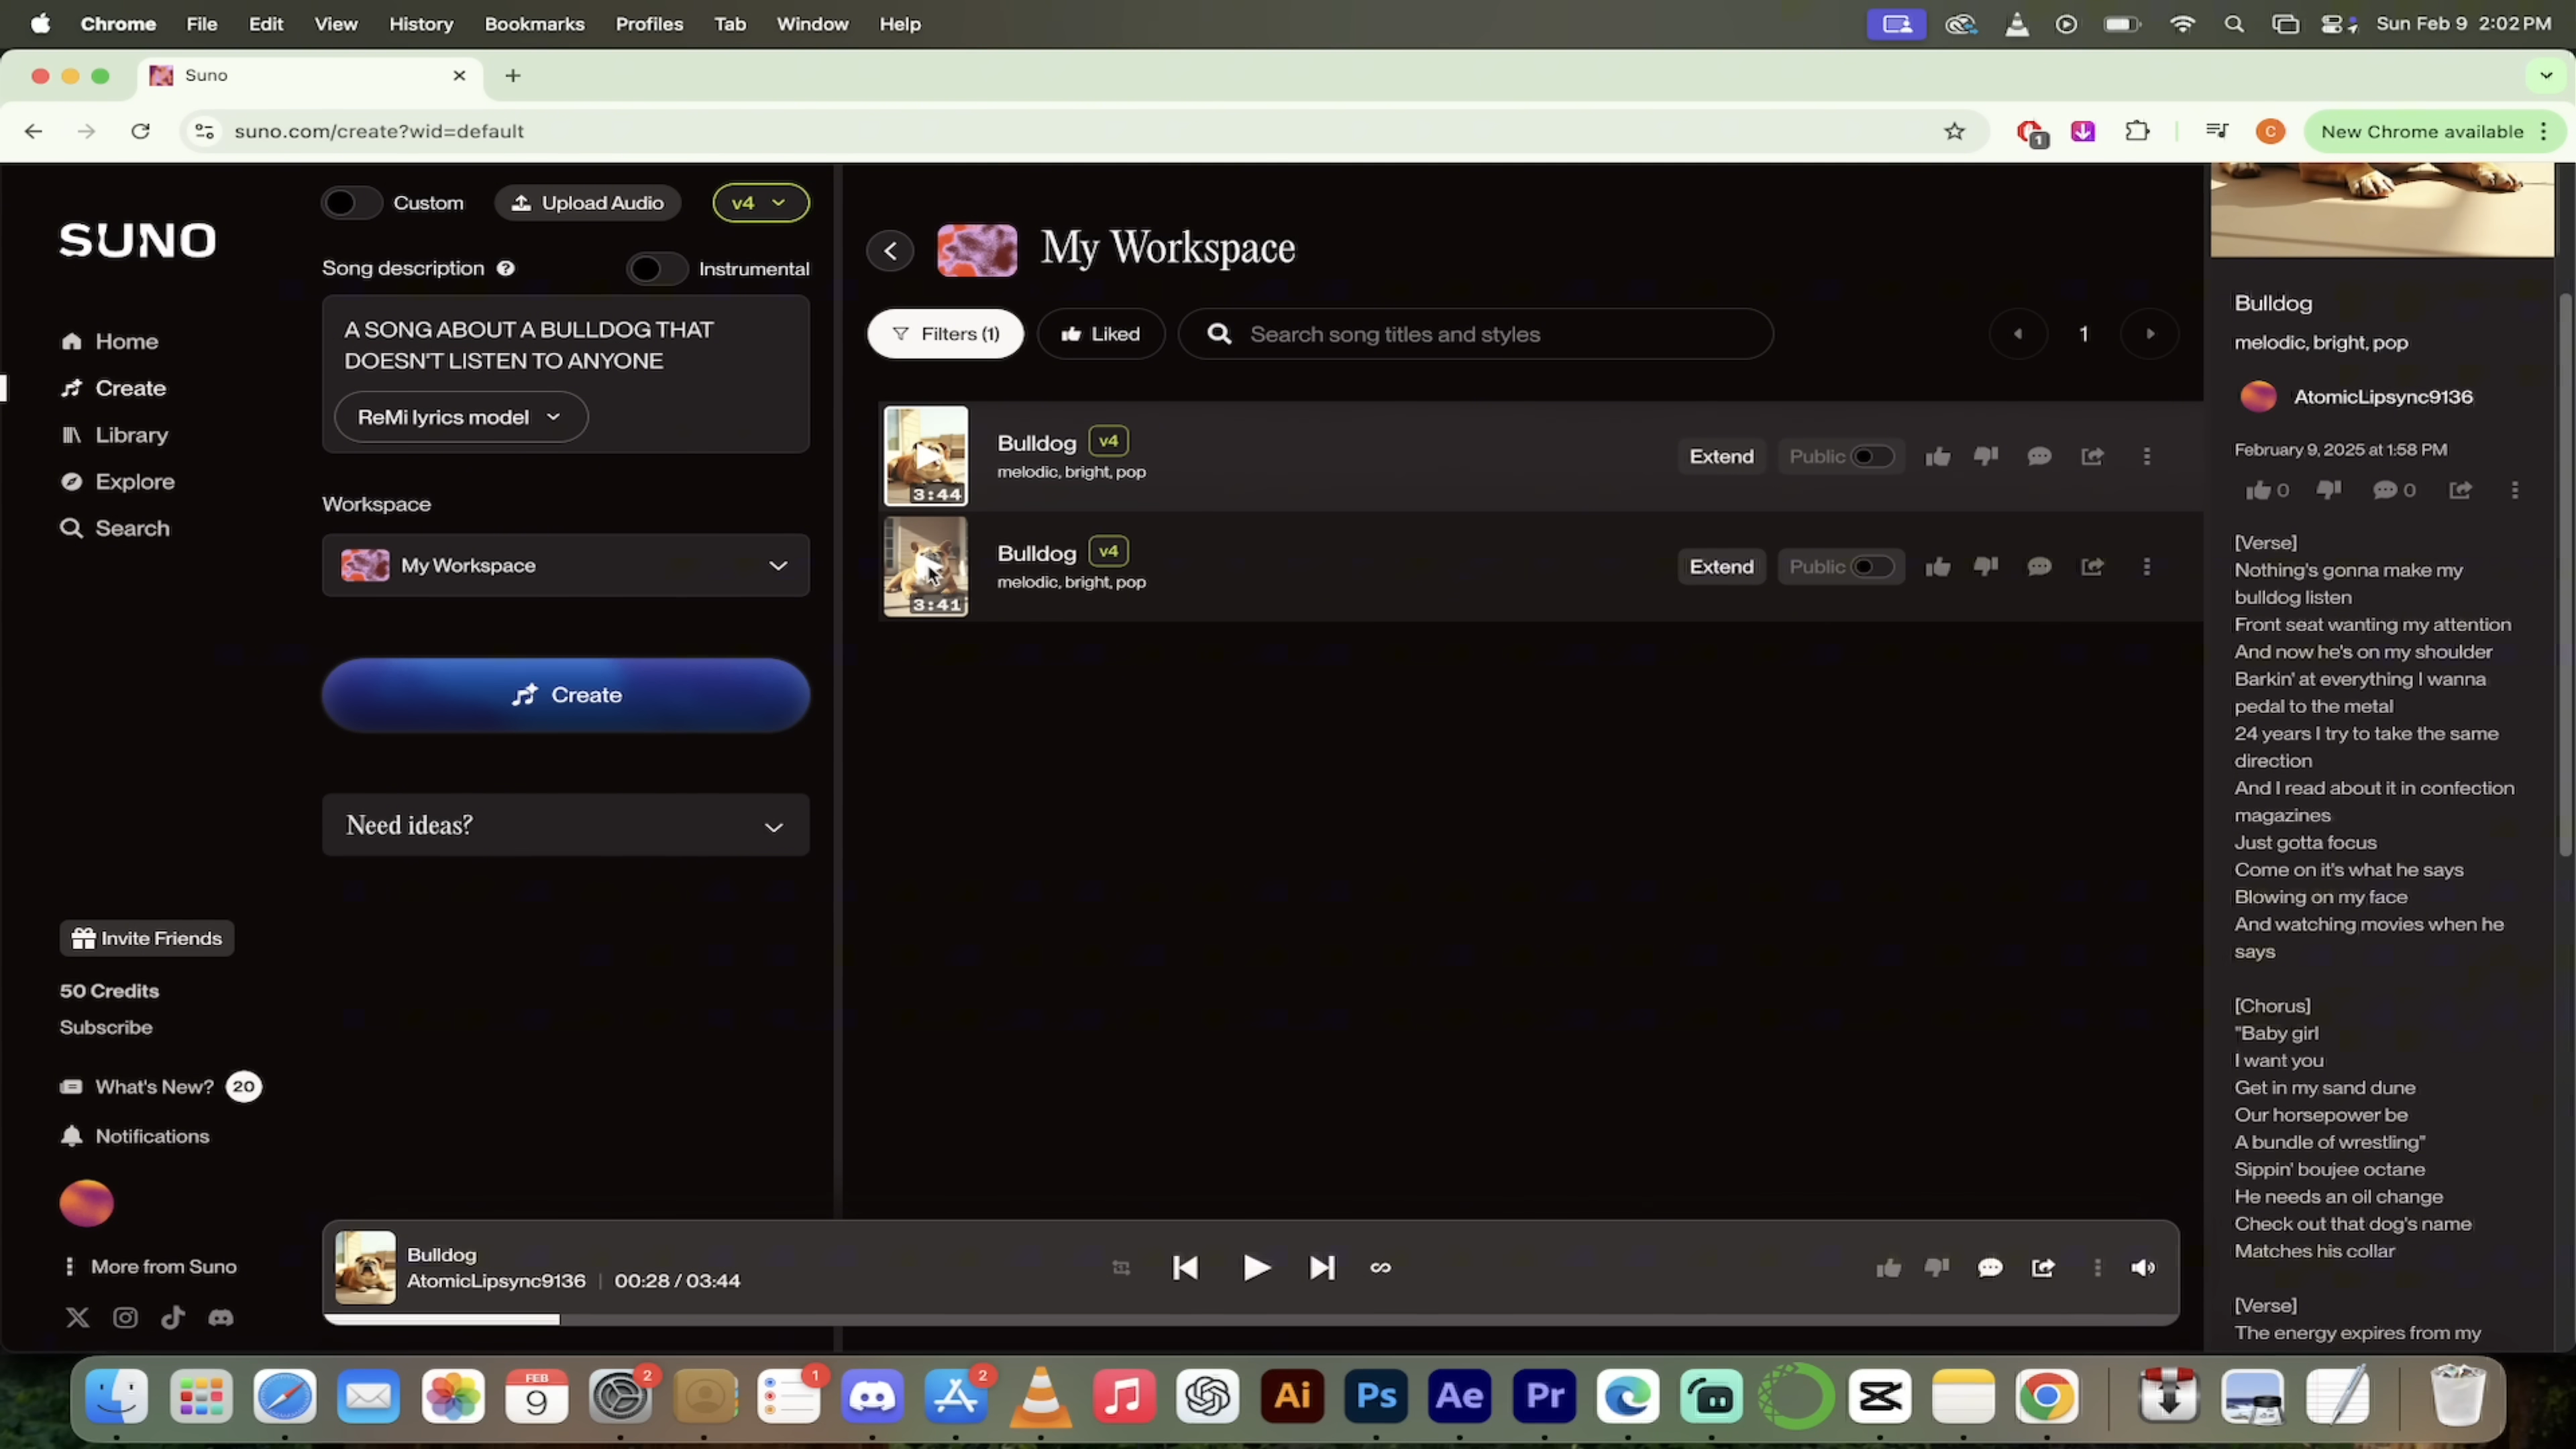 Chrome File Edit View History Bookmarks Profiles Tab Window Help Sun Feb 9 2:02 PM
Suno
suno.com/create?wid=default 1 C New Chrome available
SUNO
Home
Create
Library
Explore
Search
Invite Friends
50 Credits
Subscribe
What's New? 20
Notifications
More from Suno
Custom Upload Audio v4
Song description ? Instrumental
A SONG ABOUT A BULLDOG THAT
DOESN'T LISTEN TO ANYONE
ReMi lyrics model
Workspace
My Workspace
Create
Need ideas?
My Workspace
Filters (1) Liked Search song titles and styles 1
Bulldog v4
melodic, bright, pop
3:44
Extend Public
Bulldog v4
melodic, bright, pop
3:41
Extend Public
Bulldog
melodic, bright, pop
AtomicLipsync9136
February 9, 2025 at 1:58 PM
0 0
[Verse]
Nothing's gonna make my
bulldog listen
Front seat wanting my attention
And now he's on my shoulder
Barkin' at everything I wanna
pedal to the metal
24 years I try to take the same
direction
And I read about it in confection
magazines
Just gotta focus
Come on it's what he says
Blowing on my face
And watching movies when he
says
[Chorus]
"Baby girl
I want you
Get in my sand dune
Our horsepower be
A bundle of wrestling"
Sippin' boujee octane
He needs an oil change
Check out that dog's name
Matches his collar
[Verse]
The energy expires from my
Bulldog
AtomicLipsync9136 | 00:28 / 03:44
FEB
9
2
1
2
Ai
Ps
Ae
Pr